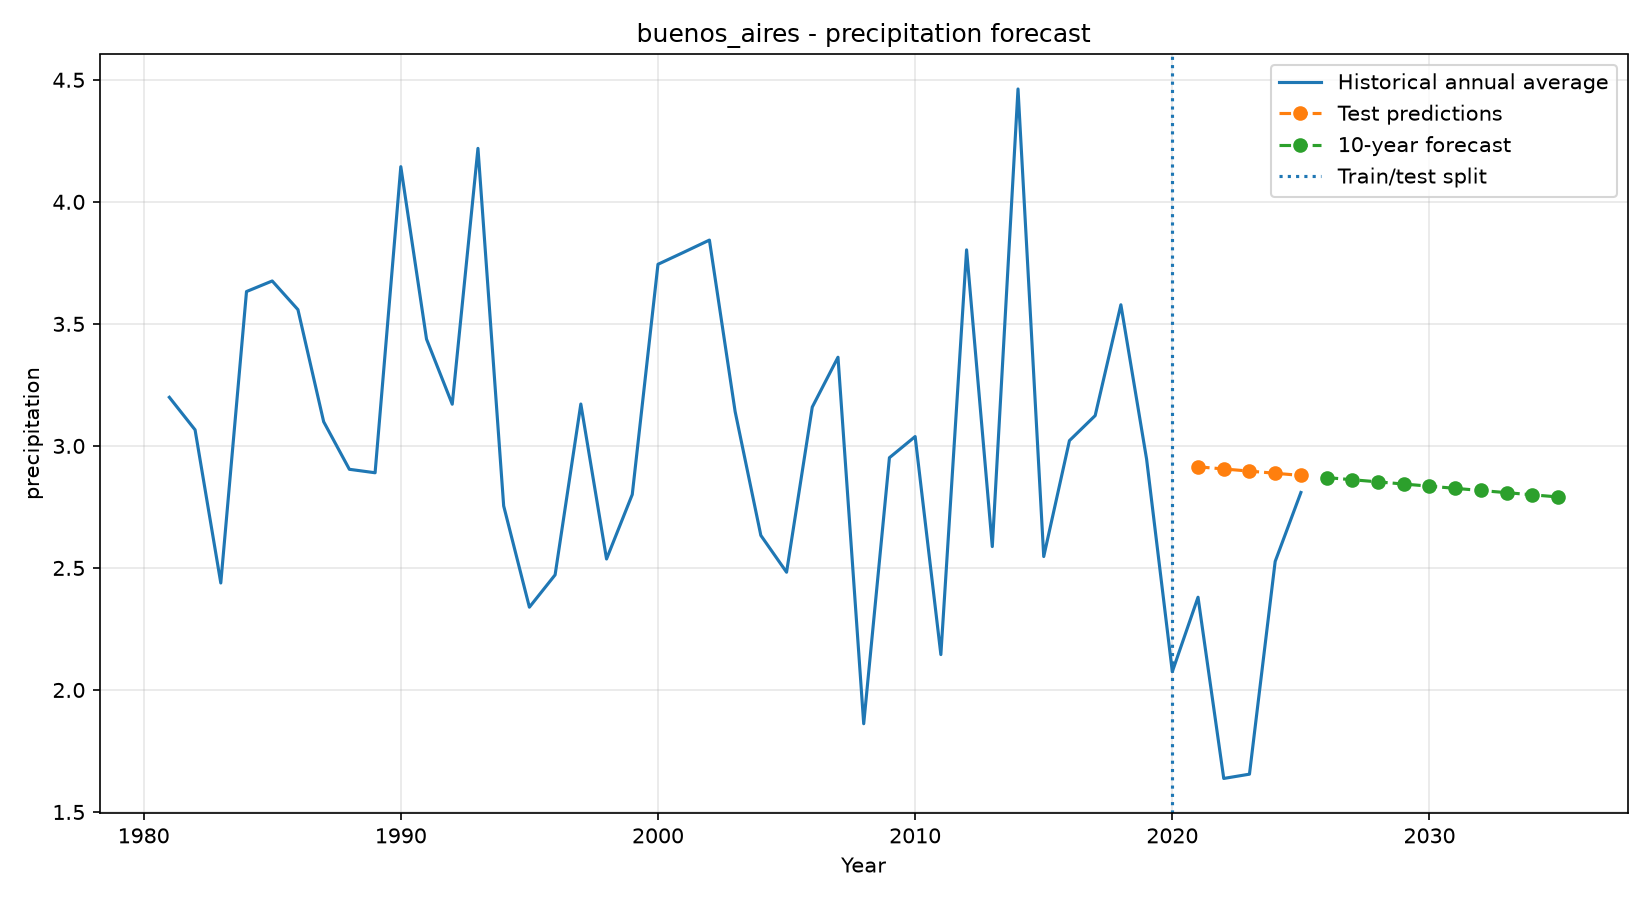 buenos_aires - precipitation forecast
Historical annual average
Test predictions
10-year forecast
Train/test split
precipitation
4.5
4.0
3.5
3.0
2.5
2.0
1.5
1980 1990 2000 2010 2020 2030
Year